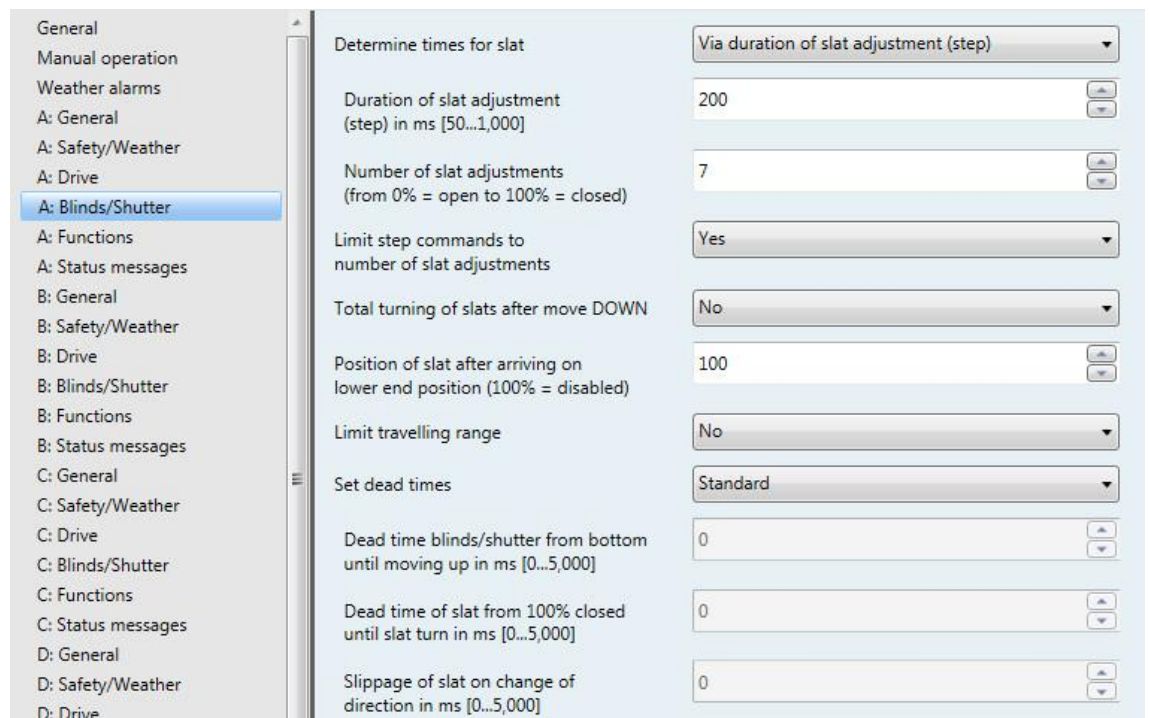 General
Manual operation
Weather alarms
A: General
A: Safety/Weather
A: Drive
A: Blinds/Shutter
A: Functions
A: Status messages
B: General
B: Safety/Weather
B: Drive
B: Blinds/Shutter
B: Functions
B: Status messages
C: General
C: Safety/Weather
C: Drive
C: Blinds/Shutter
C: Functions
C: Status messages
D: General
D: Safety/Weather
D: Drive
Determine times for slat
Via duration of slat adjustment (step)
Duration of slat adjustment
(step) in ms [50...1,000]
200
Number of slat adjustments
(from 0% = open to 100% = closed)
7
Limit step commands to
number of slat adjustments
Yes
Total turning of slats after move DOWN
No
Position of slat after arriving on
lower end position (100% = disabled)
100
Limit travelling range
No
Set dead times
Standard
Dead time blinds/shutter from bottom
until moving up in ms [0...5,000]
0
Dead time of slat from 100% closed
until slat turn in ms [0...5,000]
0
Slippage of slat on change of
direction in ms [0...5,000]
0